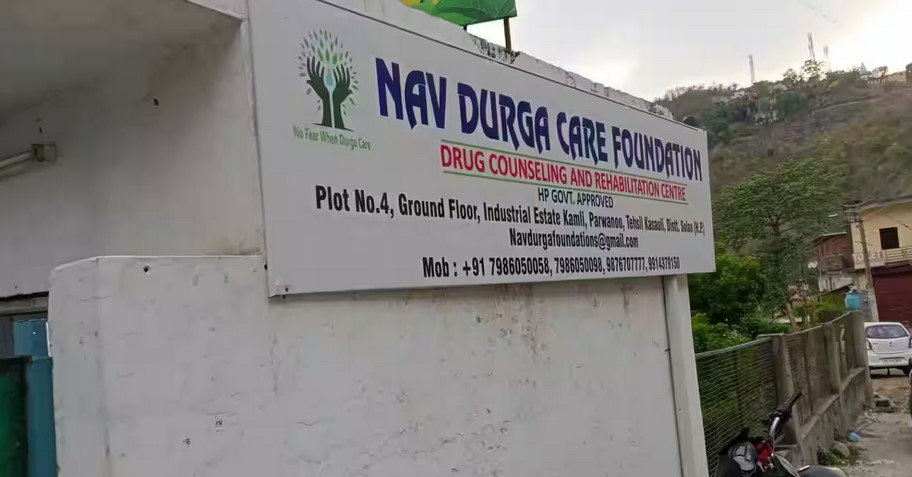 No Fear When Durga Care
NAV DURGA CARE FOUNDATION
DRUG COUNSELING AND REHABILITATION CENTRE
HP GOVT. APPROVED
Plot No.4, Ground Floor, Industrial Estate Kamli, Parwanoo, Tehsil Kasauli, Distt. Solan (H.P.)
Navdurgafoundations@gmail.com
Mob : +91 7986050058, 7986050098, 9876707777, 9914379150